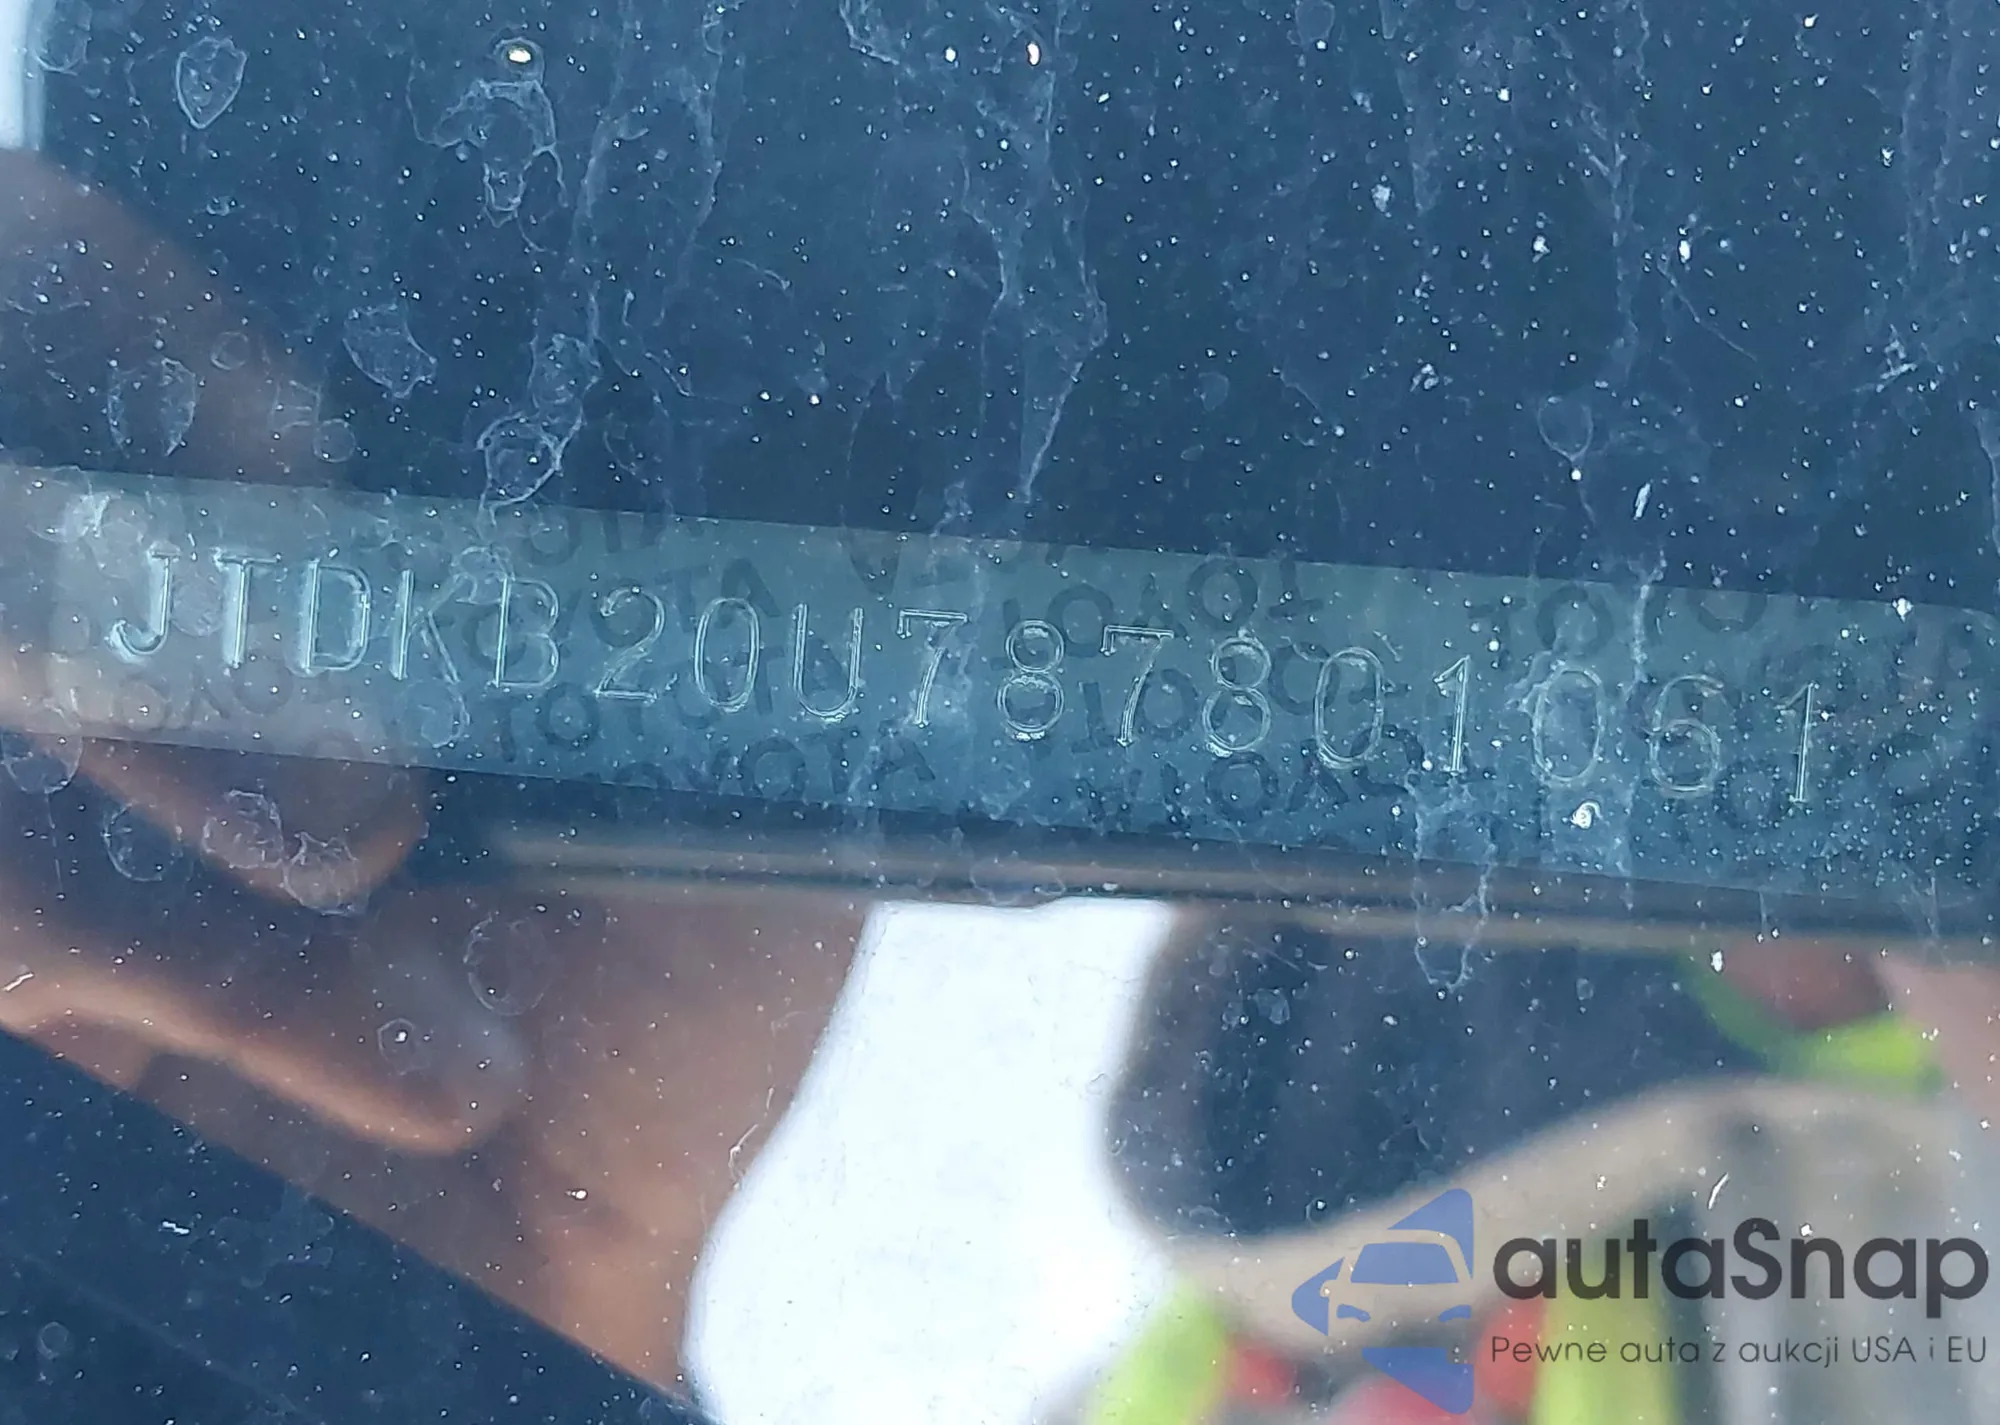 JTDKB20U787801061
autaSnap
Pewne auta z aukcji USA i EU